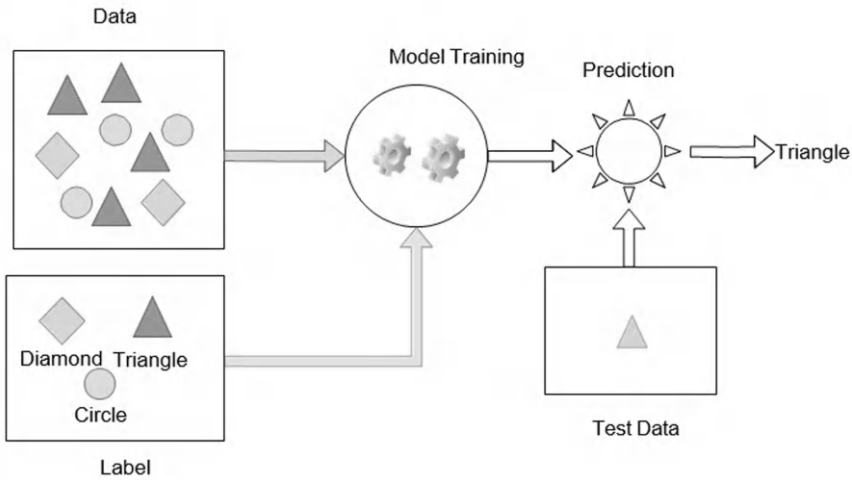 Data
Model Training
Prediction
Triangle
Diamond Triangle
Circle
Test Data
Label